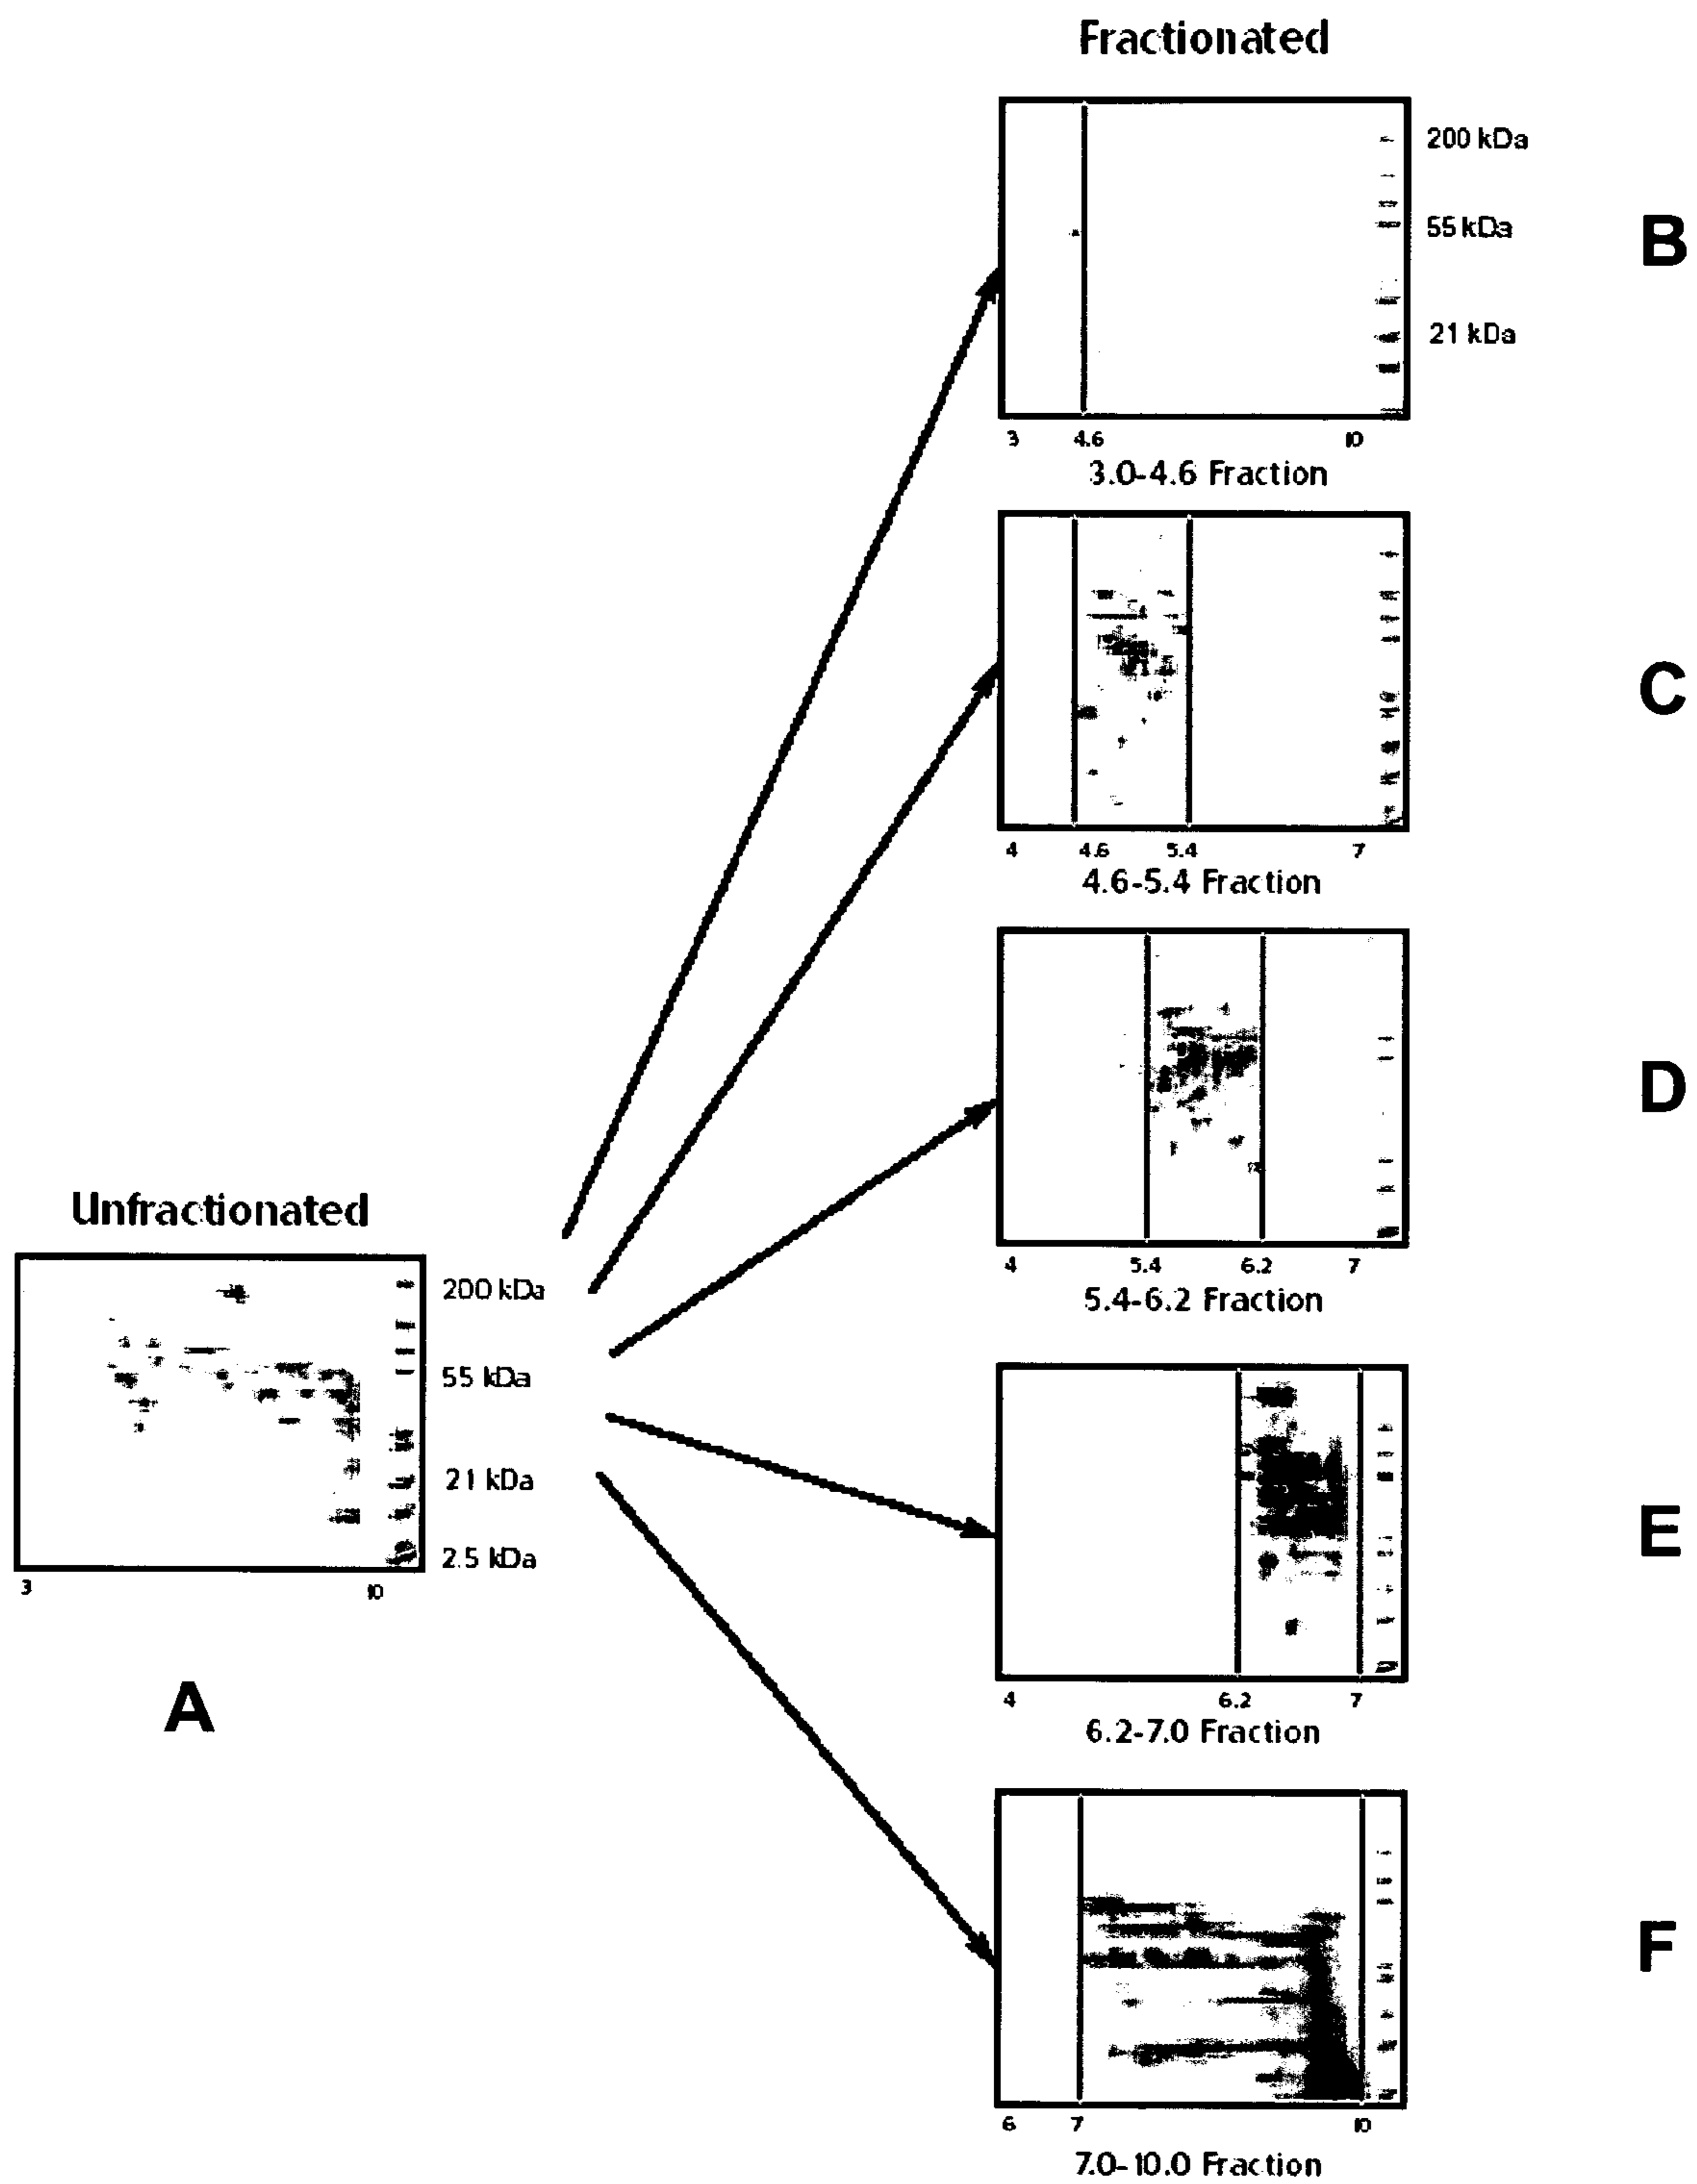 Fractionated
200 kDa
55 kDa
21 kDa
B
3 4.6 10
3.0-4.6 Fraction
C
4 4.6 5.4 7
4.6-5.4 Fraction
D
4 5.4 6.2 7
5.4-6.2 Fraction
Unfractionated
200 kDa
55 kDa
21 kDa
2.5 kDa
3 10
A
E
4 6.2 7
6.2-7.0 Fraction
F
6 7 10
7.0-10.0 Fraction